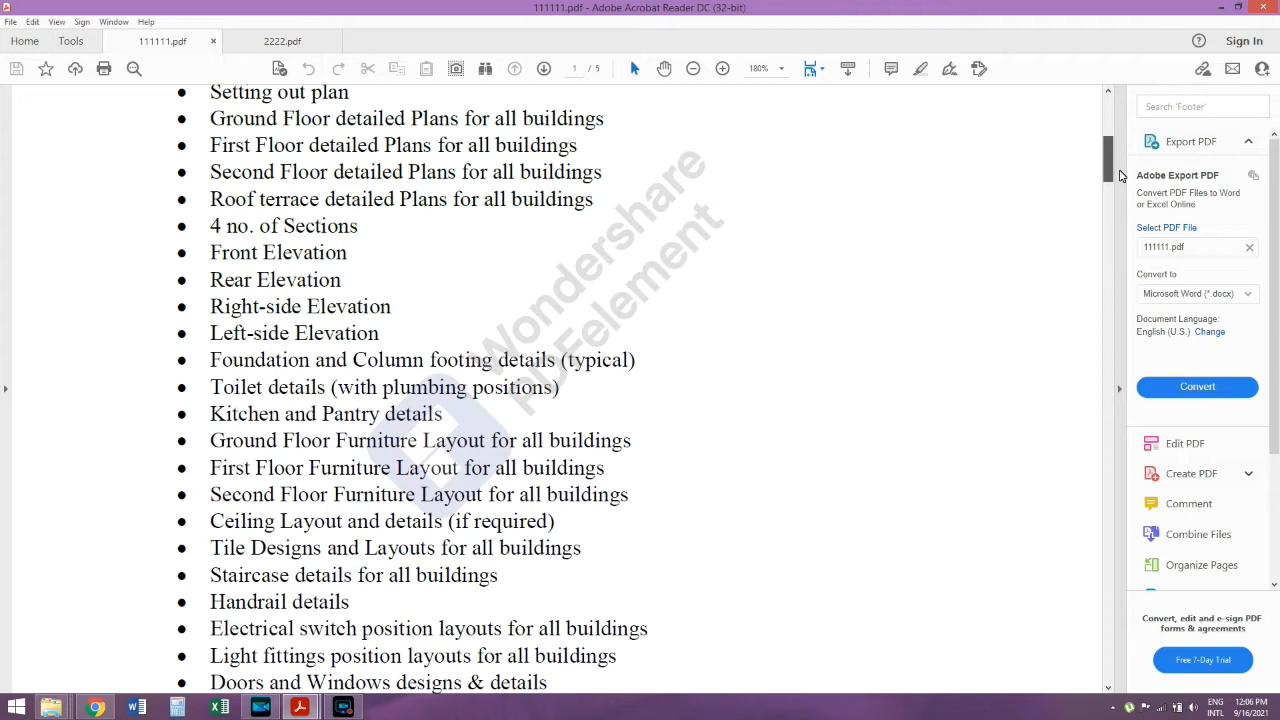 111111.pdf - Adobe Acrobat Reader DC (32-bit)
File Edit View Sign Window Help
Home Tools 111111.pdf × 2222.pdf Sign In
1 / 5 180%
Setting out plan
• Ground Floor detailed Plans for all buildings
• First Floor detailed Plans for all buildings
• Second Floor detailed Plans for all buildings
• Roof terrace detailed Plans for all buildings
• 4 no. of Sections
• Front Elevation
• Rear Elevation
• Right-side Elevation
• Left-side Elevation
• Foundation and Column footing details (typical)
• Toilet details (with plumbing positions)
• Kitchen and Pantry details
• Ground Floor Furniture Layout for all buildings
• First Floor Furniture Layout for all buildings
• Second Floor Furniture Layout for all buildings
• Ceiling Layout and details (if required)
• Tile Designs and Layouts for all buildings
• Staircase details for all buildings
• Handrail details
• Electrical switch position layouts for all buildings
• Light fittings position layouts for all buildings
• Doors and Windows designs & details
Wondershare
PDFelement
Search 'Footer'
Export PDF
Adobe Export PDF
Convert PDF Files to Word
or Excel Online
Select PDF File
111111.pdf
Convert to
Microsoft Word (*.docx)
Document Language:
English (U.S.) Change
Convert
Edit PDF
Create PDF
Comment
Combine Files
Organize Pages
Convert, edit and e-sign PDF
forms & agreements
Free 7-Day Trial
ENG
INTL
12:06 PM
9/16/2021